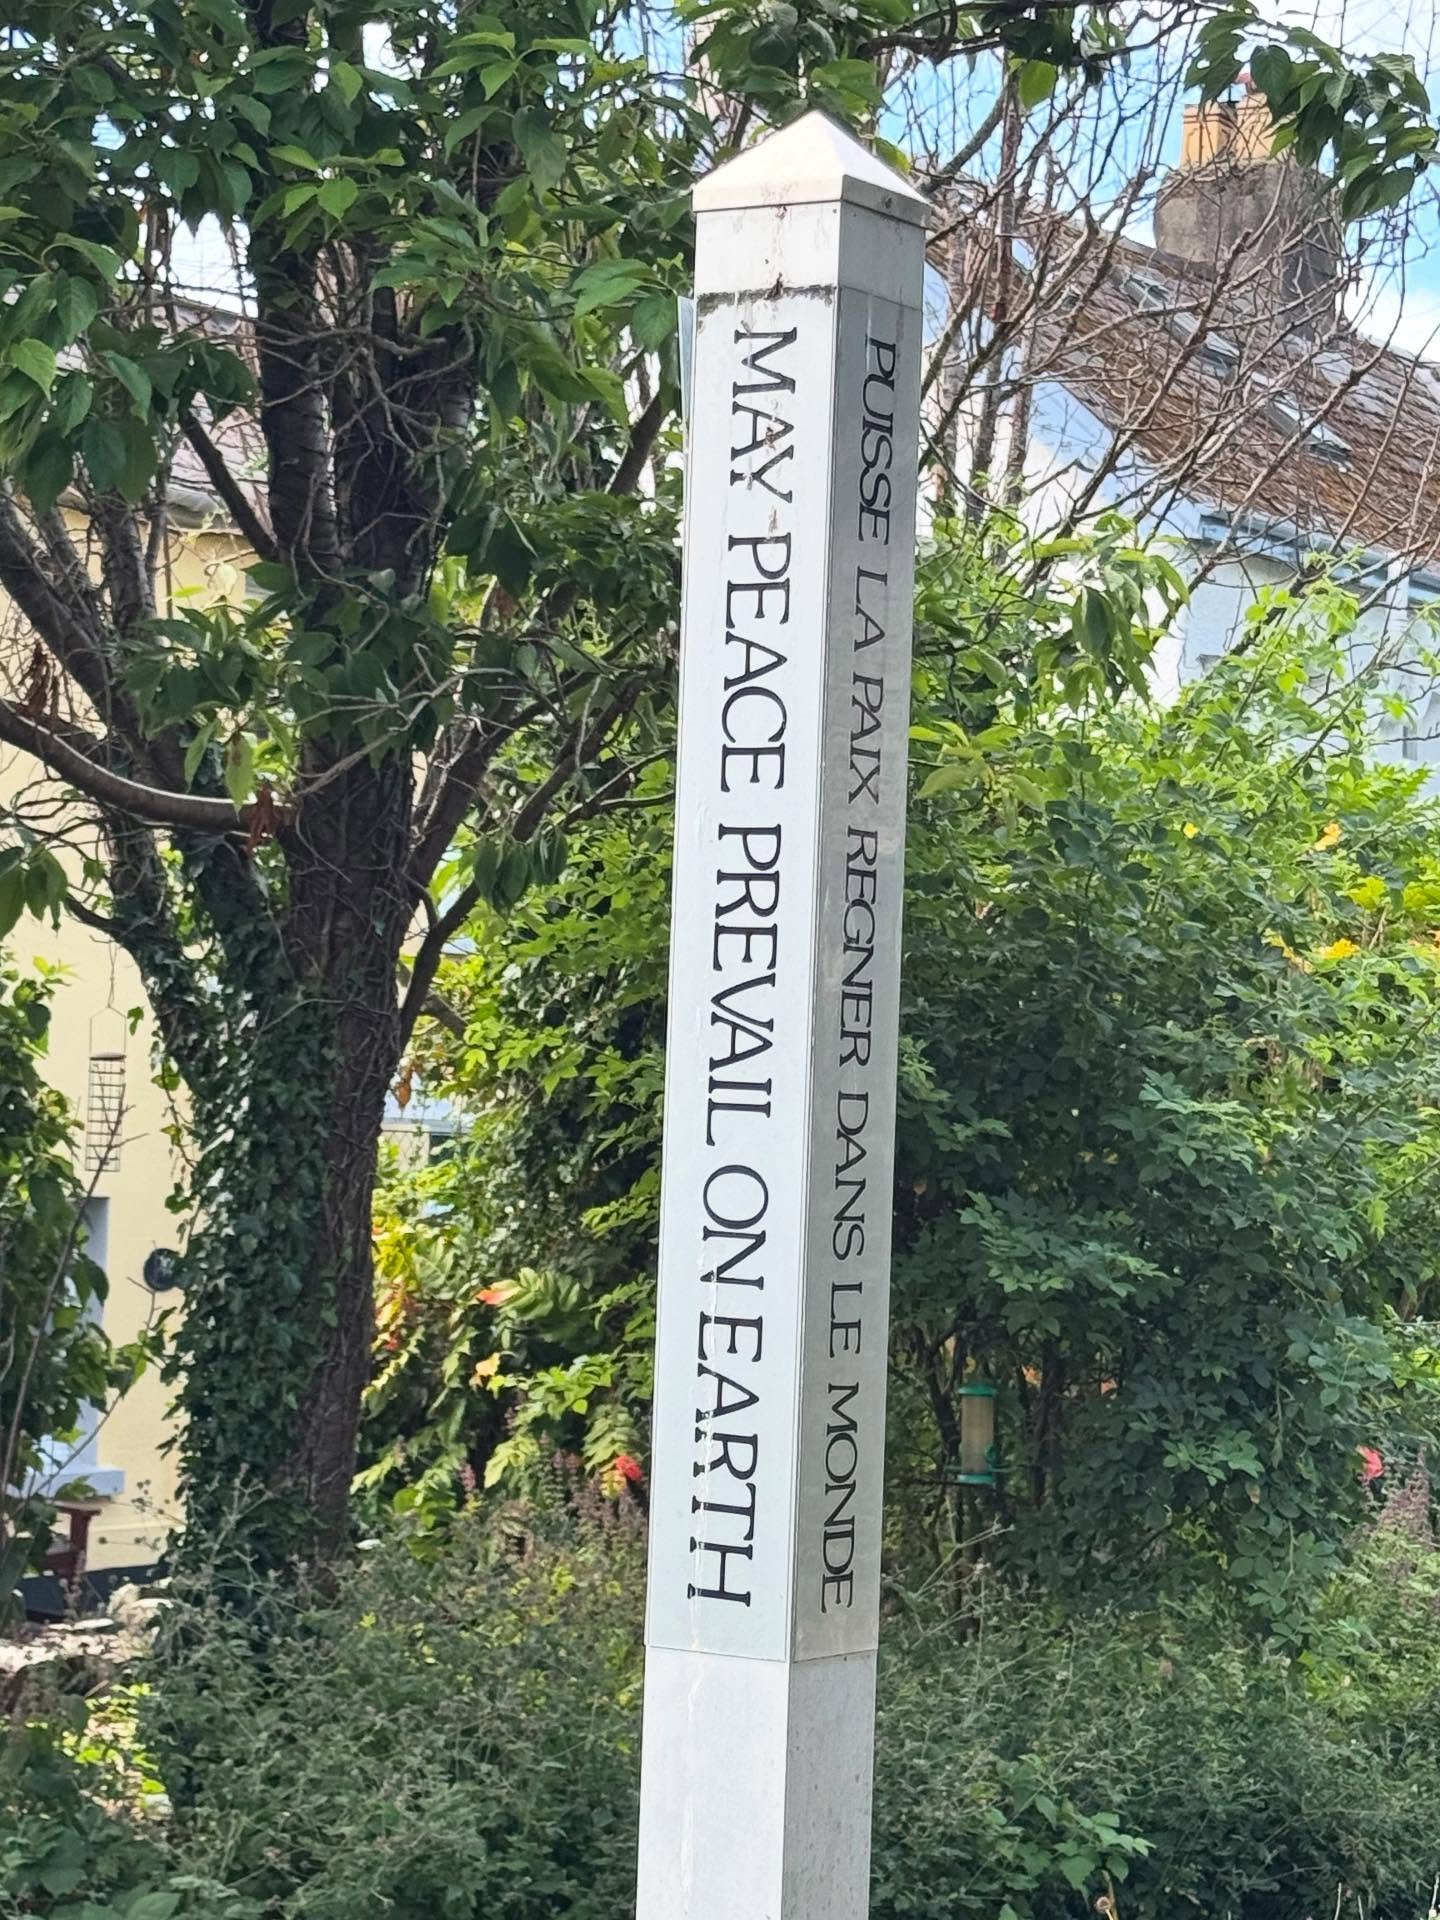 MAY PEACE PREVAIL ON EARTH
PUISSE LA PAIX REGNER DANS LE MONDE